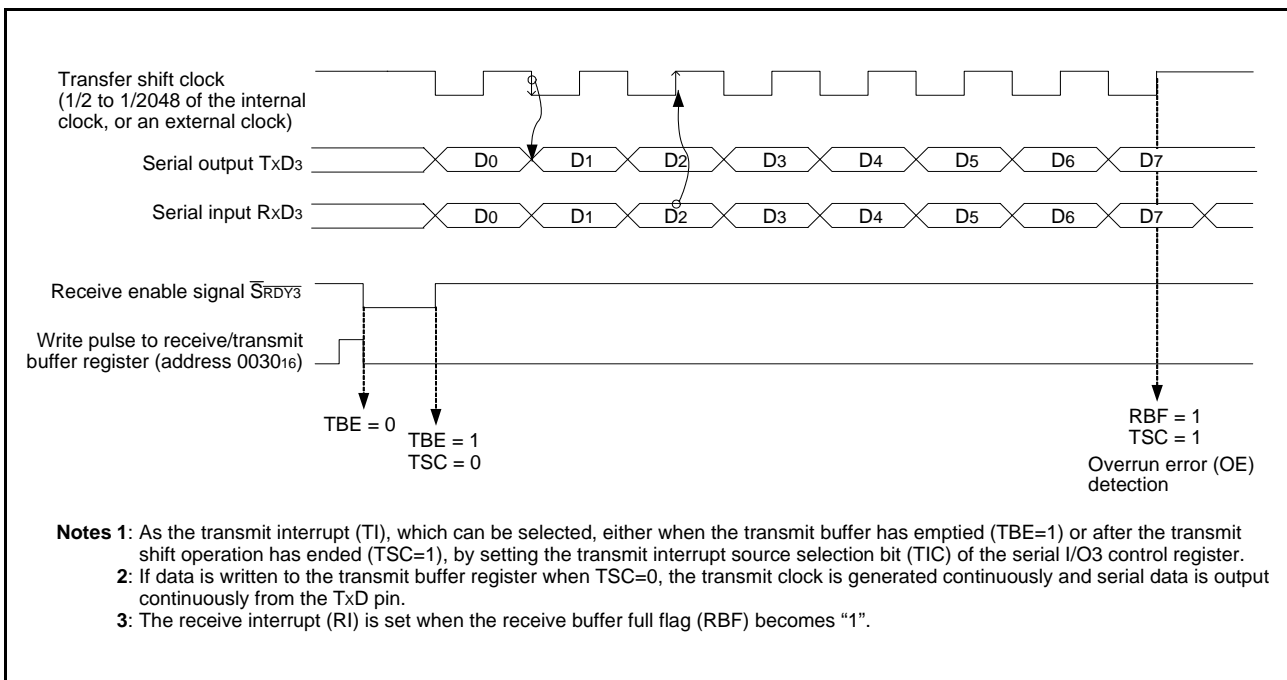 Transfer shift clock
(1/2 to 1/2048 of the internal
clock, or an external clock)
Serial output TxD3
D0 D1 D2 D3 D4 D5 D6 D7
Serial input RxD3
D0 D1 D2 D3 D4 D5 D6 D7
Receive enable signal SRDY3
Write pulse to receive/transmit
buffer register (address 003016)
TBE = 0
TBE = 1
TSC = 0
RBF = 1
TSC = 1
Overrun error (OE)
detection
Notes 1: As the transmit interrupt (TI), which can be selected, either when the transmit buffer has emptied (TBE=1) or after the transmit
shift operation has ended (TSC=1), by setting the transmit interrupt source selection bit (TIC) of the serial I/O3 control register.
2: If data is written to the transmit buffer register when TSC=0, the transmit clock is generated continuously and serial data is output
continuously from the TxD pin.
3: The receive interrupt (RI) is set when the receive buffer full flag (RBF) becomes “1”.